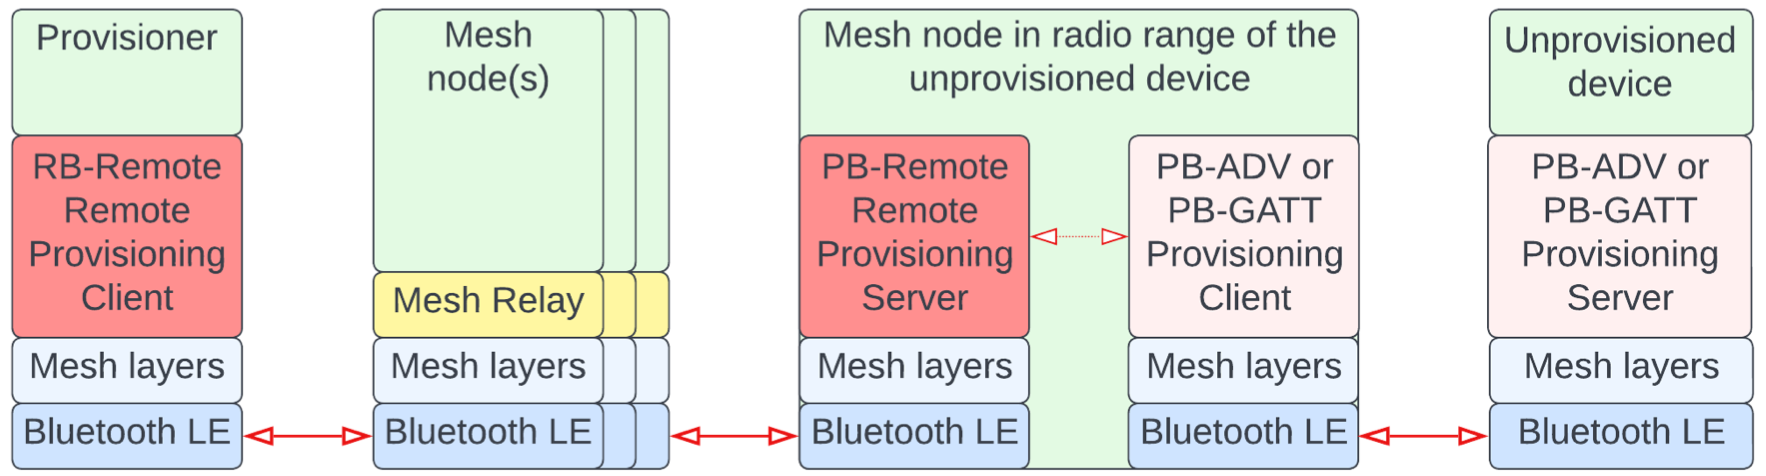 Provisioner
RB-Remote
Remote
Provisioning
Client
Mesh layers
Bluetooth LE
Mesh
node(s)
Mesh Relay
Mesh layers
Bluetooth LE
Mesh node in radio range of the
unprovisioned device
PB-Remote
Remote
Provisioning
Server
Mesh layers
Bluetooth LE
PB-ADV or
PB-GATT
Provisioning
Client
Mesh layers
Bluetooth LE
Unprovisioned
device
PB-ADV or
PB-GATT
Provisioning
Server
Mesh layers
Bluetooth LE